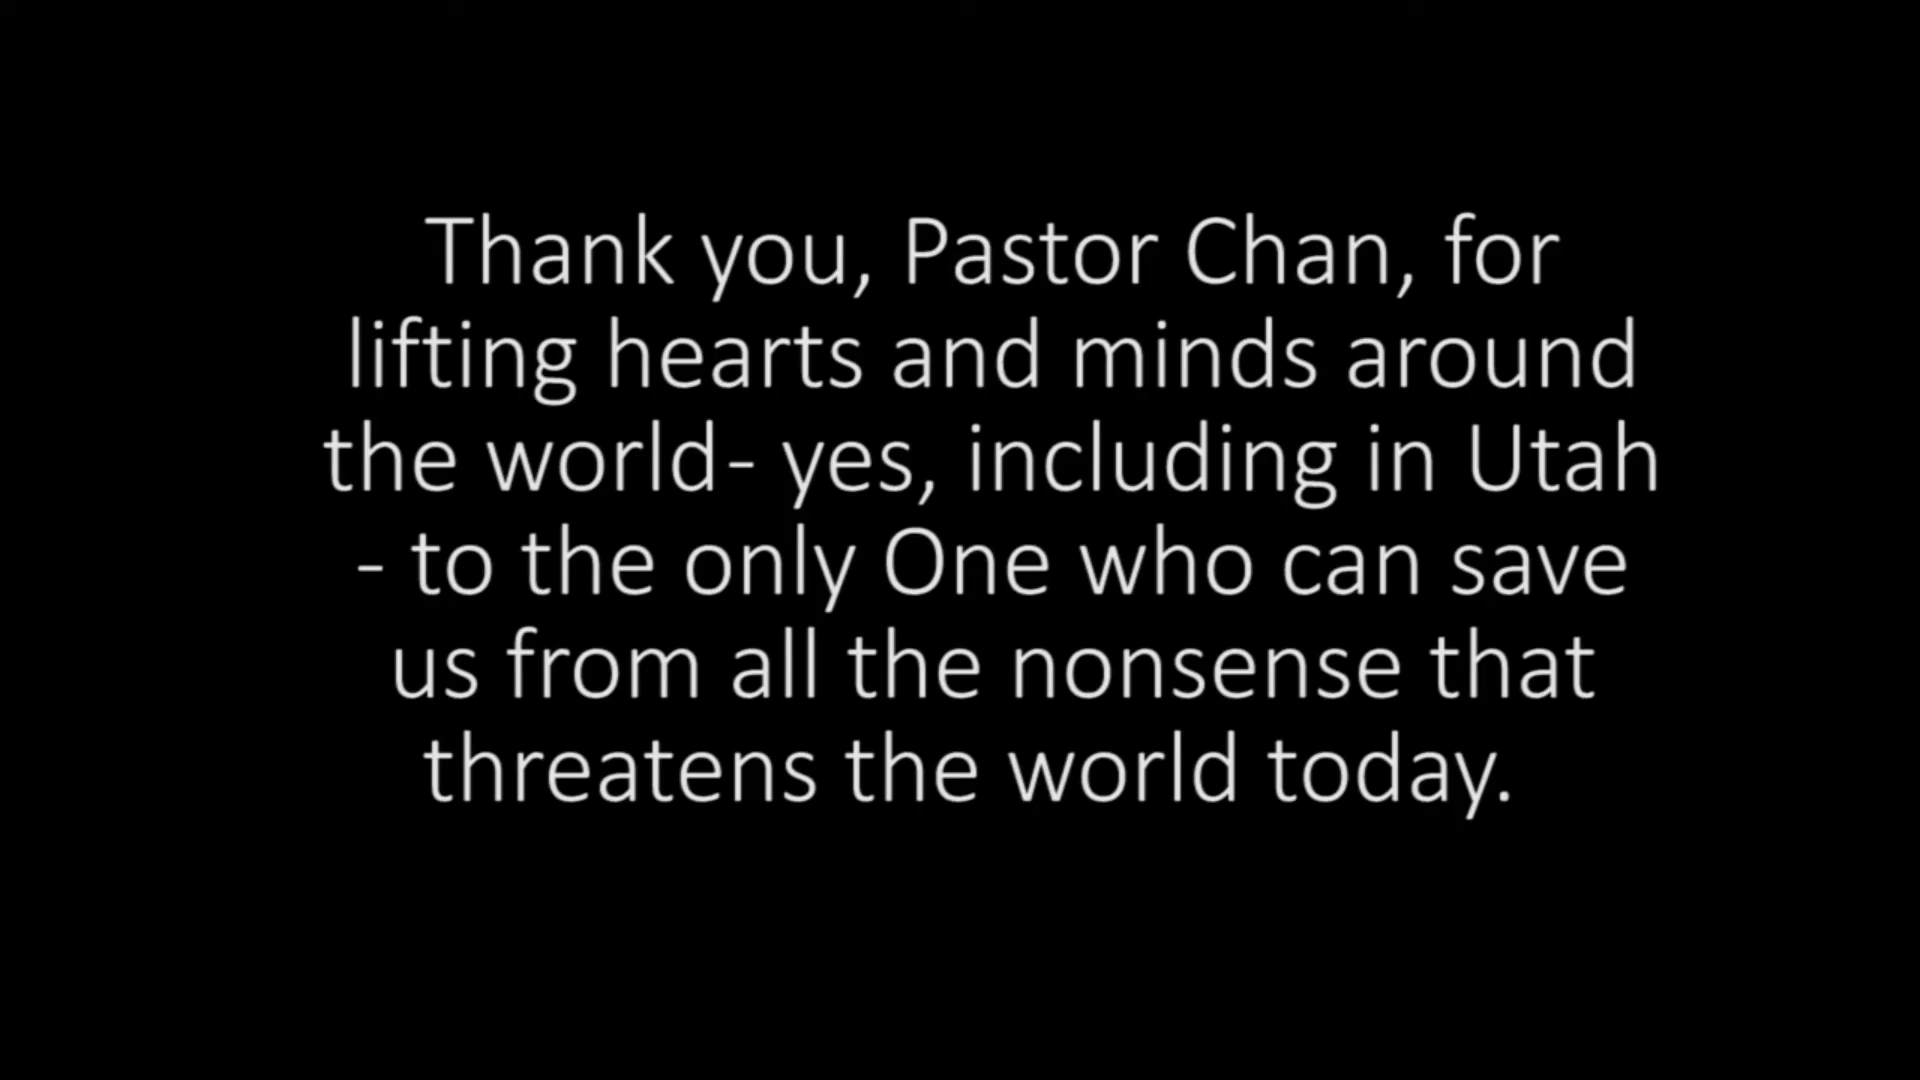 Thank you, Pastor Chan, for
lifting hearts and minds around
the world- yes, including in Utah
- to the only One who can save
us from all the nonsense that
threatens the world today.